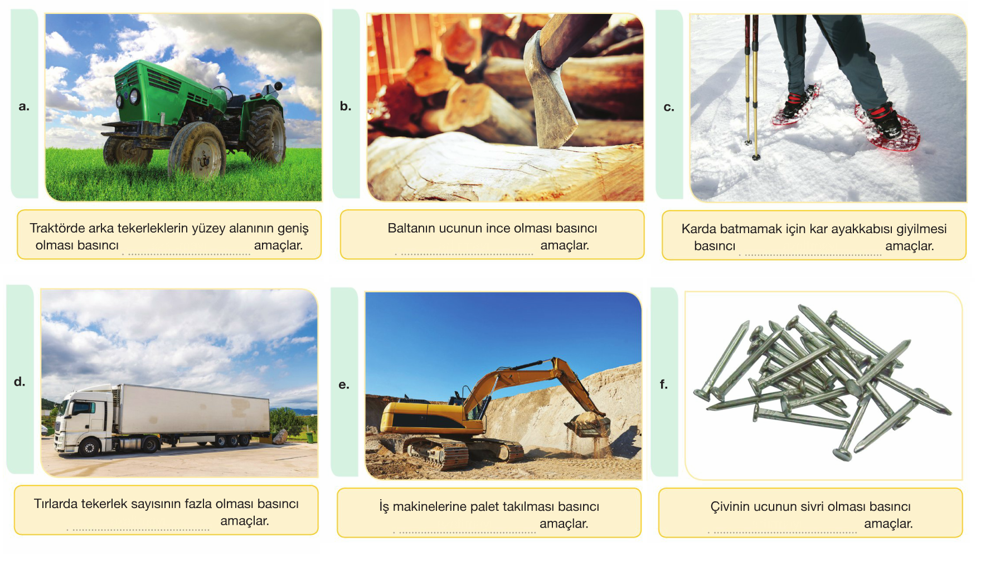 a.
Traktörde arka tekerleklerin yüzey alanının geniş
olması basıncı ........................................ amaçlar.
b.
Baltanın ucunun ince olması basıncı
........................................ amaçlar.
c.
Karda batmamak için kar ayakkabısı giyilmesi
basıncı ........................................ amaçlar.
d.
Tırlarda tekerlek sayısının fazla olması basıncı
........................................ amaçlar.
e.
İş makinelerine palet takılması basıncı
........................................ amaçlar.
f.
Çivinin ucunun sivri olması basıncı
........................................ amaçlar.